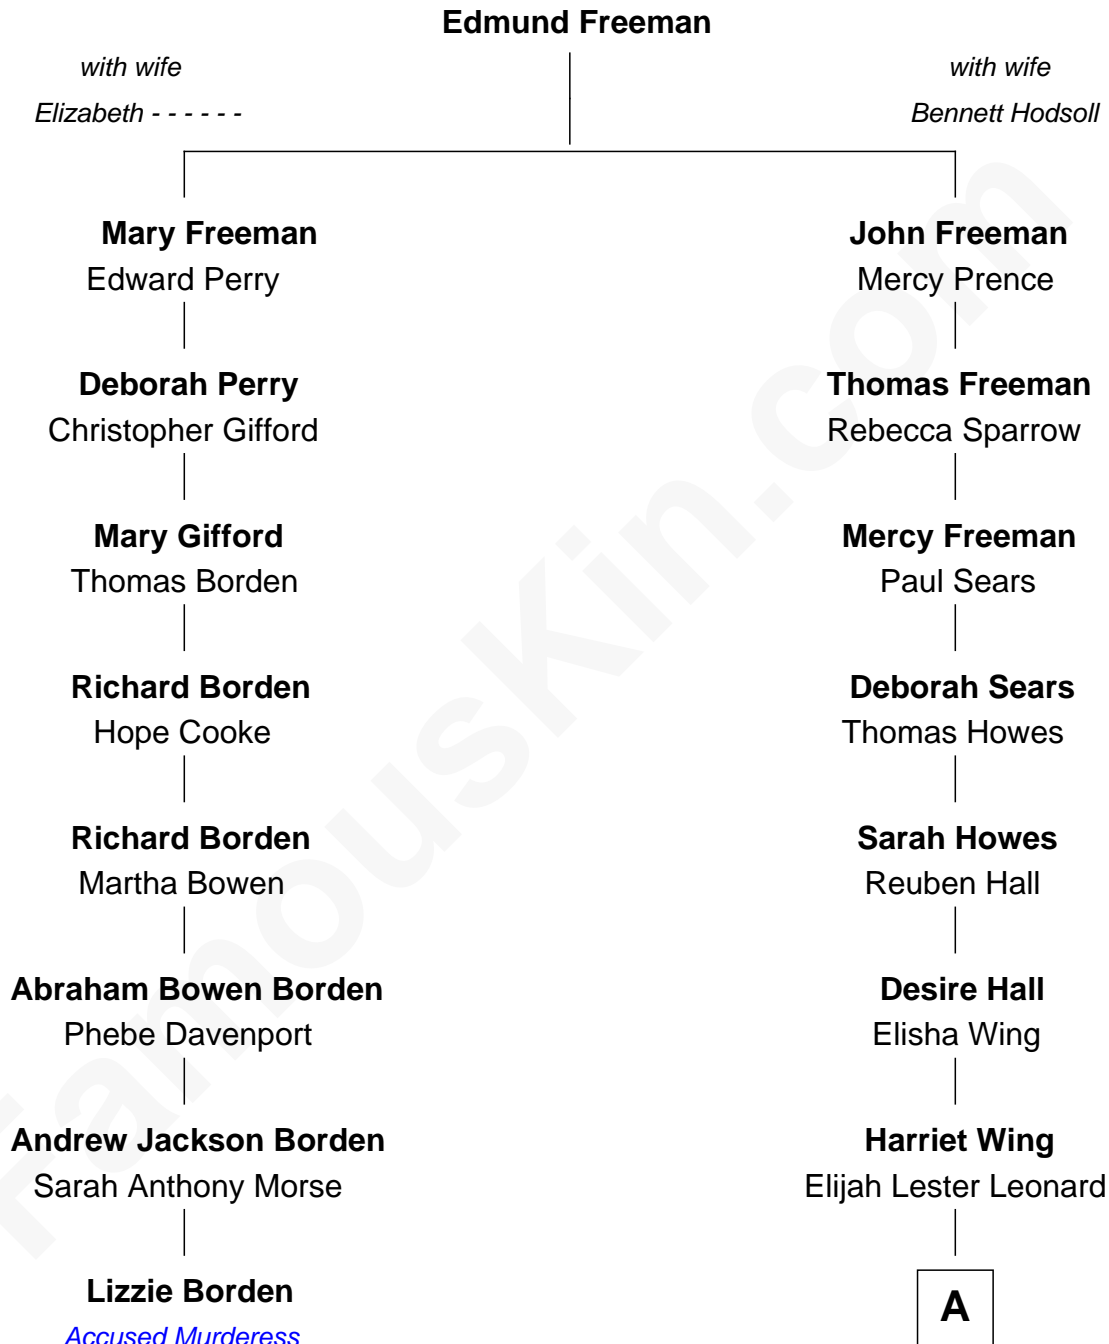 Edmund Freeman
with wife
Elizabeth - - - - - -
with wife
Bennett Hodsoll
Mary Freeman
Edward Perry
John Freeman
Mercy Prence
Deborah Perry
Christopher Gifford
Thomas Freeman
Rebecca Sparrow
Mary Gifford
Thomas Borden
Mercy Freeman
Paul Sears
Richard Borden
Hope Cooke
Deborah Sears
Thomas Howes
Richard Borden
Martha Bowen
Sarah Howes
Reuben Hall
Abraham Bowen Borden
Phebe Davenport
Desire Hall
Elisha Wing
Andrew Jackson Borden
Sarah Anthony Morse
Harriet Wing
Elijah Lester Leonard
Lizzie Borden
Accused Murderess
A
FamousKin.com